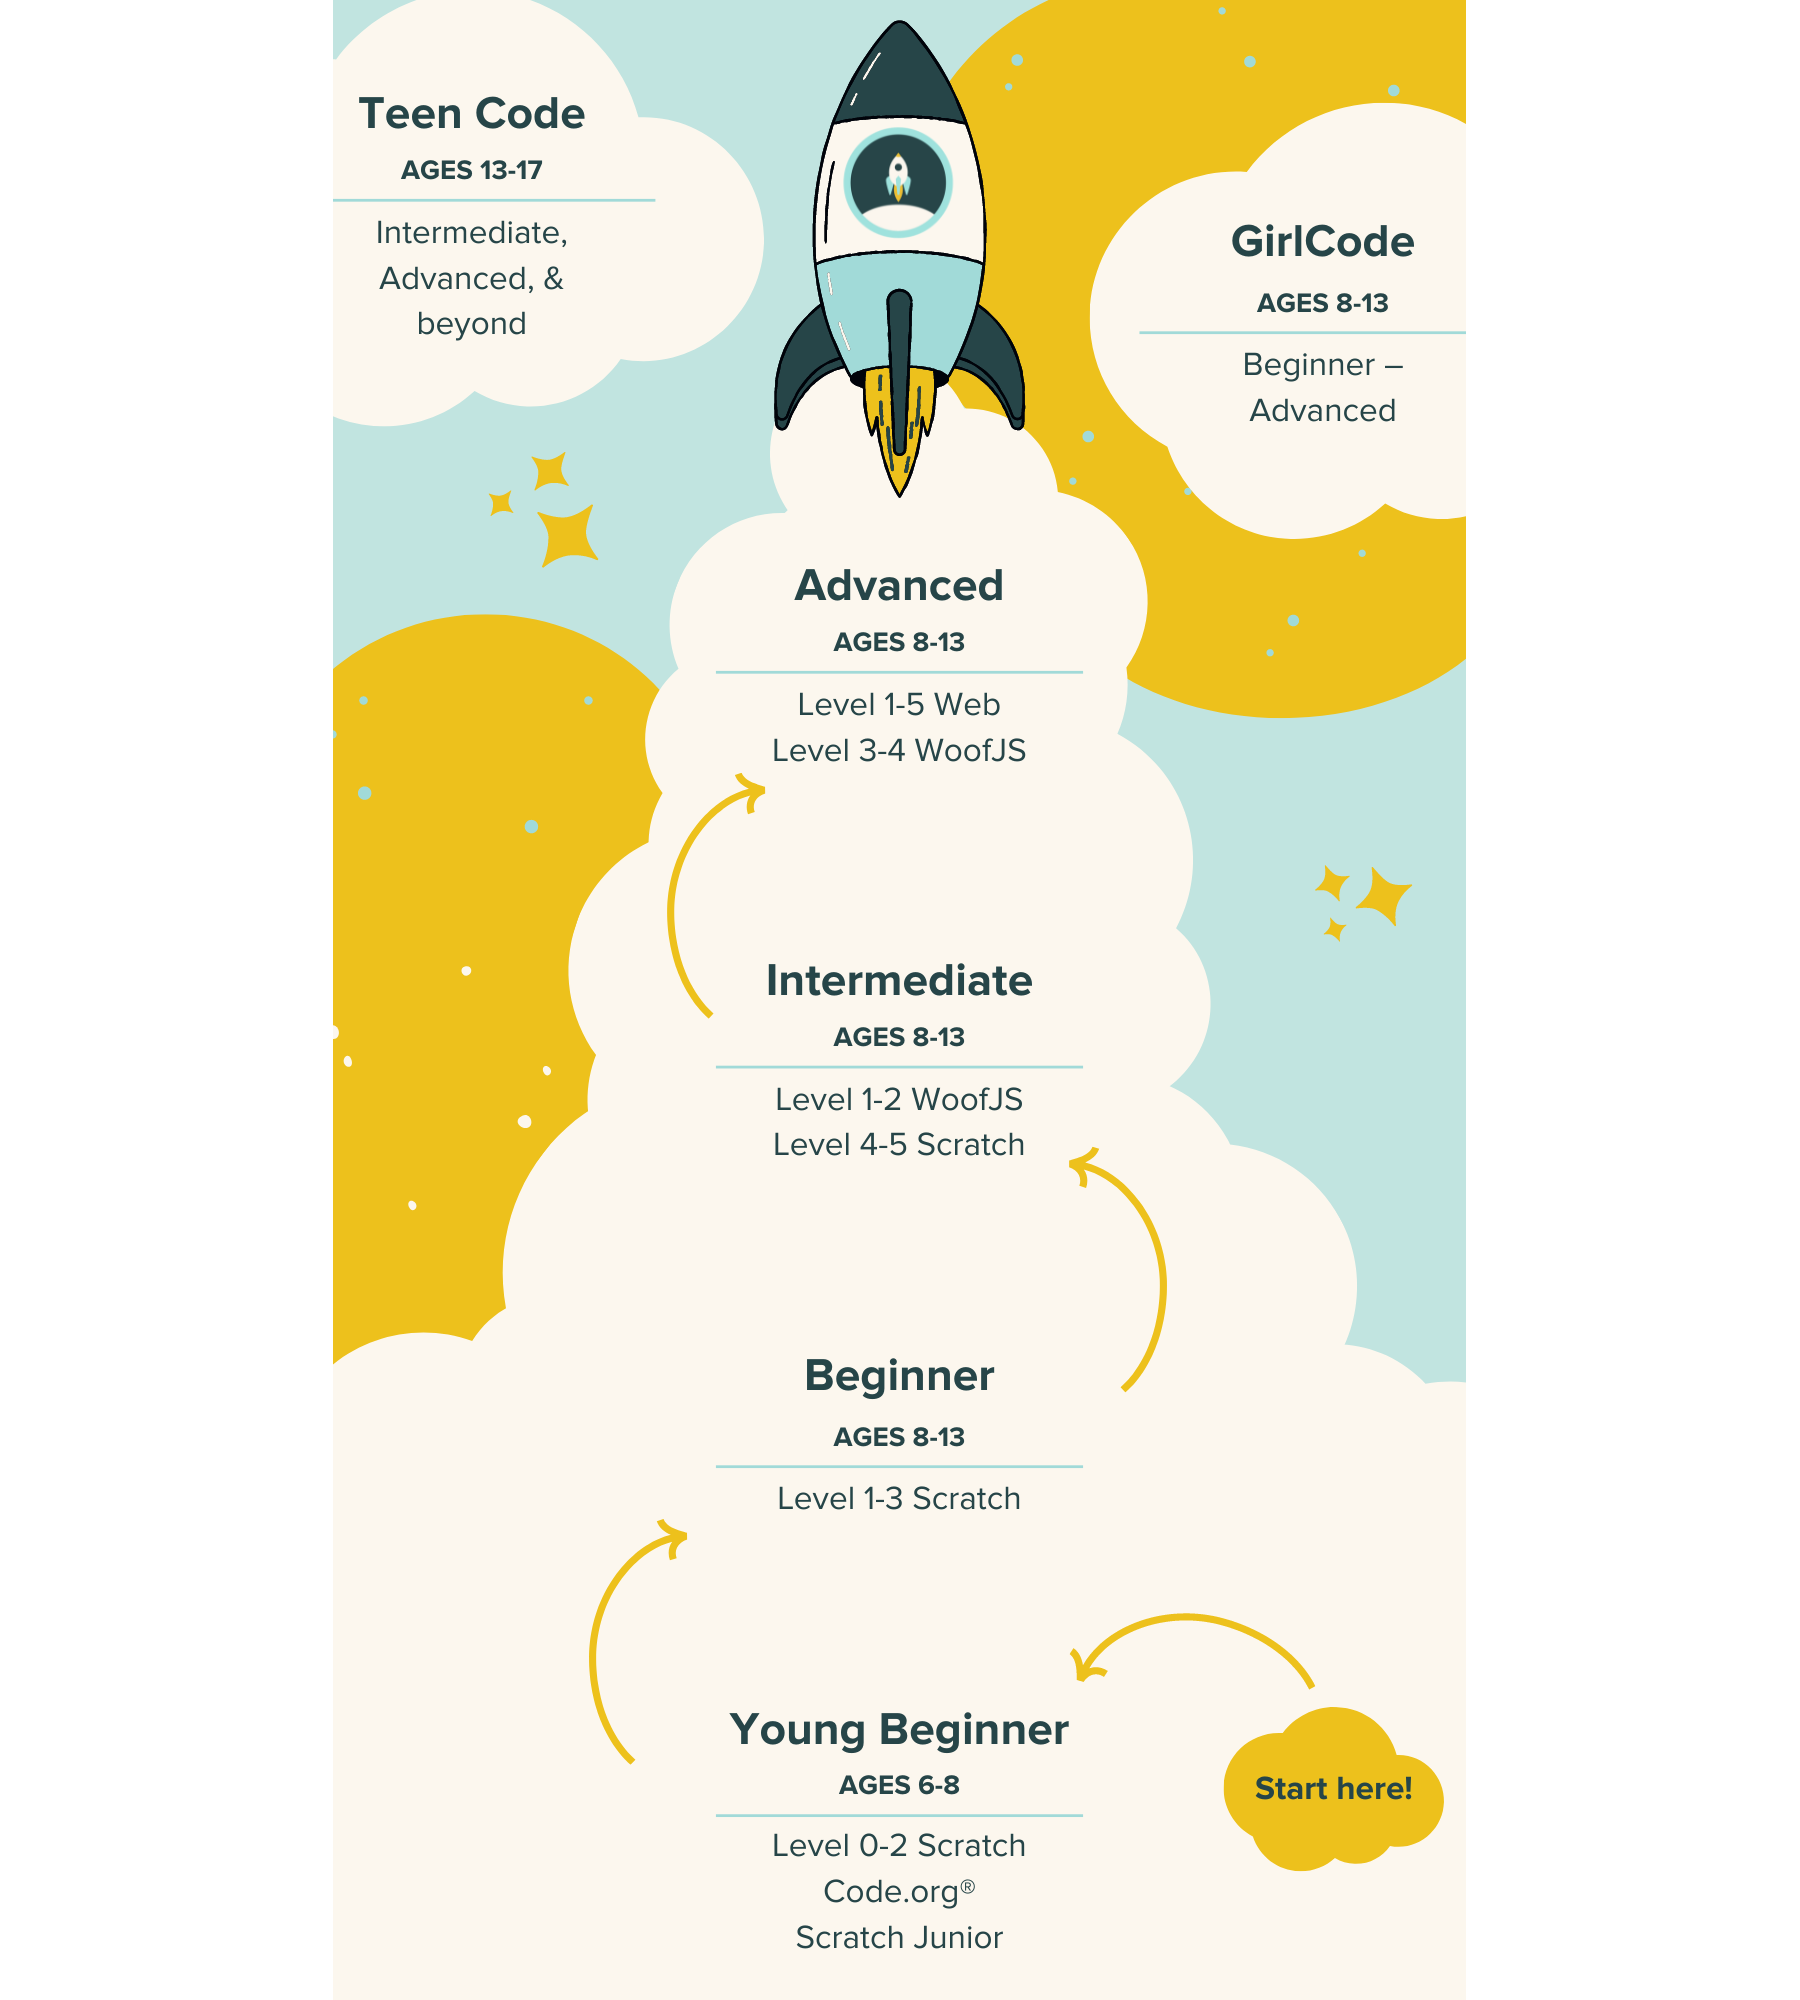 Teen Code
AGES 13-17
Intermediate,
Advanced, &
beyond
GirlCode
AGES 8-13
Beginner –
Advanced
Advanced
AGES 8-13
Level 1-5 Web
Level 3-4 WoofJS
Intermediate
AGES 8-13
Level 1-2 WoofJS
Level 4-5 Scratch
Beginner
AGES 8-13
Level 1-3 Scratch
Young Beginner
AGES 6-8
Level 0-2 Scratch
Code.org®
Scratch Junior
Start here!